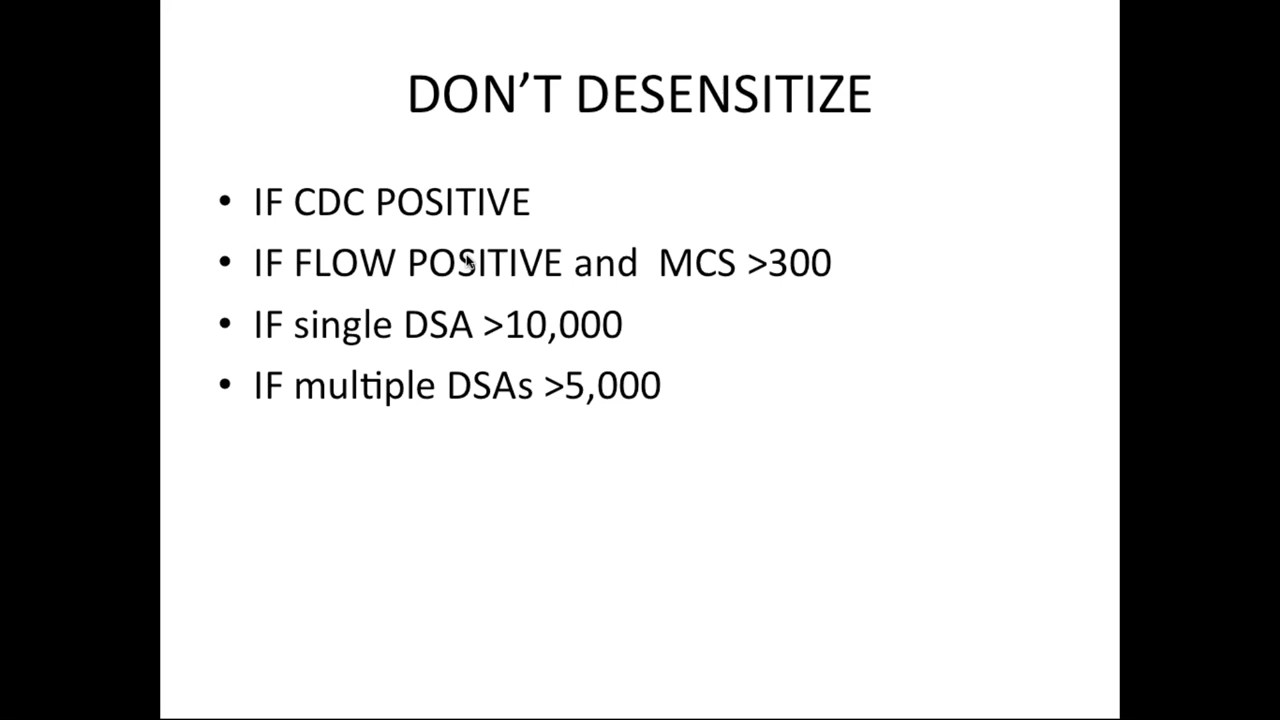 DON'T DESENSITIZE
• IF CDC POSITIVE
• IF FLOW POSITIVE and MCS >300
• IF single DSA >10,000
• IF multiple DSAs >5,000